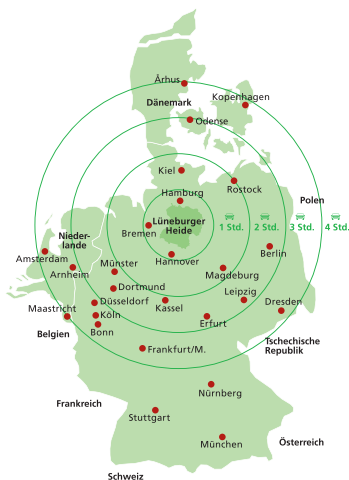 Århus
Kopenhagen
Dänemark
Odense
Kiel
Rostock
Hamburg
Polen
Lüneburger
Heide
1 Std. 2 Std. 3 Std. 4 Std.
Bremen
Nieder-
lande
Berlin
Amsterdam
Hannover
Münster
Arnheim
Magdeburg
Dortmund
Leipzig
Düsseldorf
Dresden
Maastricht
Kassel
Köln
Erfurt
Belgien
Bonn
Tschechische
Republik
Frankfurt/M.
Nürnberg
Frankreich
Stuttgart
München
Österreich
Schweiz